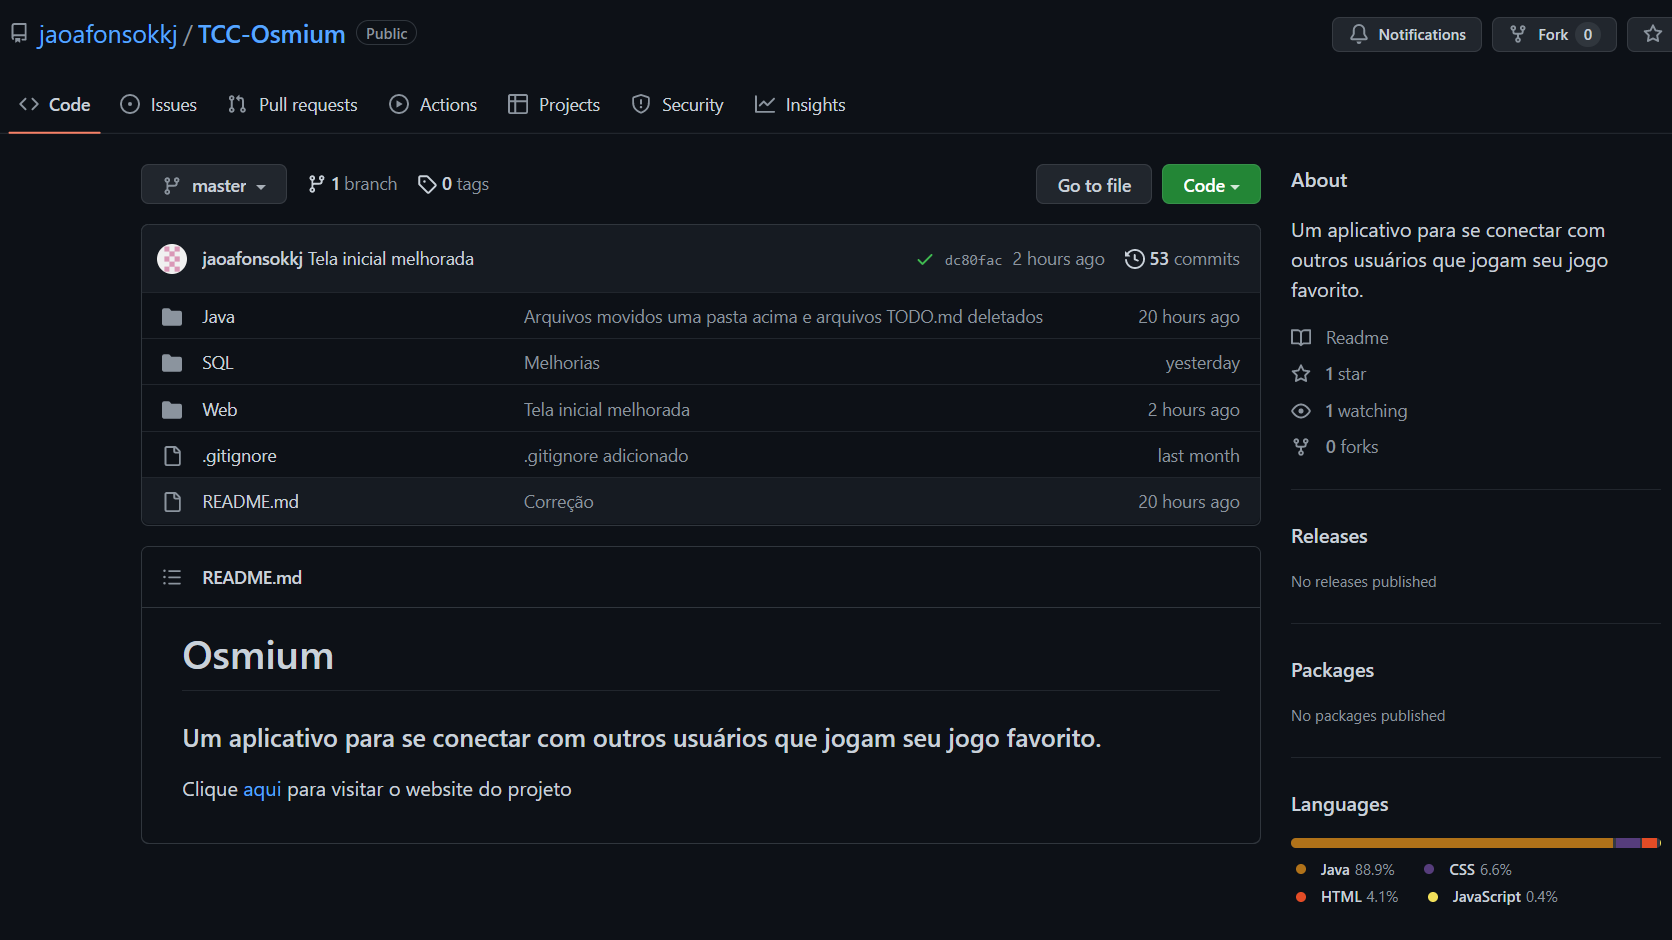 jaoafonsokkj / TCC-Osmium Public
Notifications Fork 0
Code Issues Pull requests Actions Projects Security Insights
master 1 branch 0 tags Go to file Code
jaoafonsokkj Tela inicial melhorada dc80fac 2 hours ago 53 commits
Java Arquivos movidos uma pasta acima e arquivos TODO.md deletados 20 hours ago
SQL Melhorias yesterday
Web Tela inicial melhorada 2 hours ago
.gitignore .gitignore adicionado last month
README.md Correção 20 hours ago
README.md
Osmium
Um aplicativo para se conectar com outros usuários que jogam seu jogo favorito.
Clique aqui para visitar o website do projeto
About
Um aplicativo para se conectar com
outros usuários que jogam seu jogo
favorito.
Readme
1 star
1 watching
0 forks
Releases
No releases published
Packages
No packages published
Languages
Java 88.9% CSS 6.6%
HTML 4.1% JavaScript 0.4%